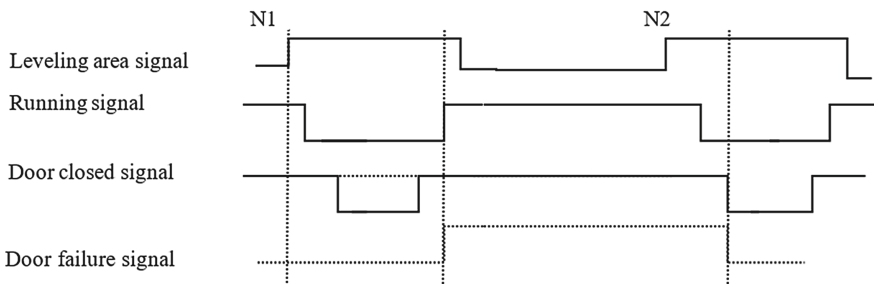 N1
N2
Leveling area signal
Running signal
Door closed signal
Door failure signal